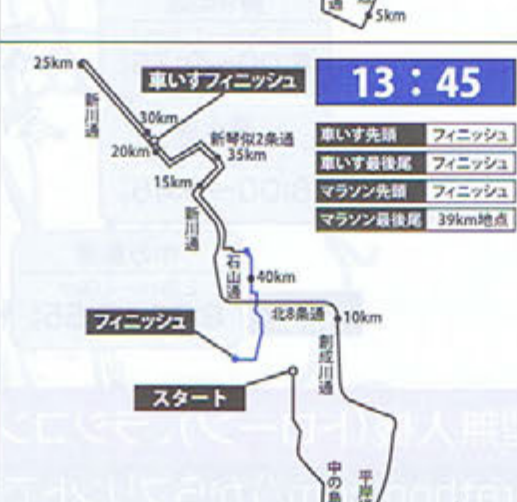 通
5km
25km
車いすフィニッシュ
13：45
新川通
30km
20km
新琴似2条通
35km
15km
新川通
車いす先頭 フィニッシュ
車いす最後尾 フィニッシュ
マラソン先頭 フィニッシュ
マラソン最後尾 39km地点
石山通
40km
北8条通
10km
フィニッシュ
創成川通
スタート
中の島
平岸